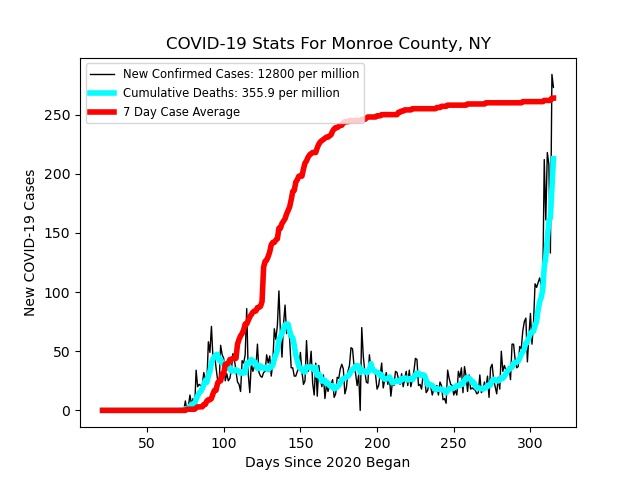 COVID-19 Stats For Monroe County, NY
New Confirmed Cases: 12800 per million
Cumulative Deaths: 355.9 per million
7 Day Case Average
250
200
150
100
50
0
New COVID-19 Cases
50
100
150
200
250
300
Days Since 2020 Began